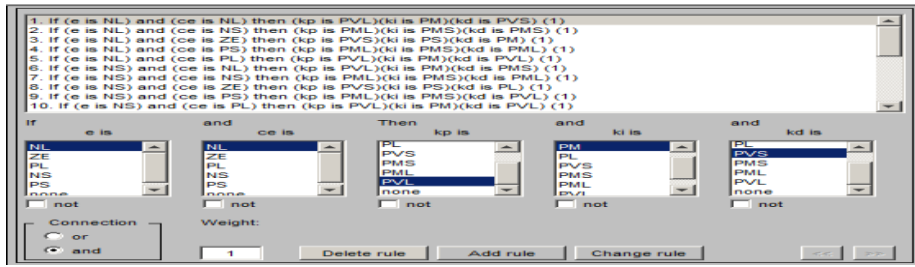 1. If (e is NL) and (ce is NL) then (kp is PVL)(ki is PM)(kd is PVS) (1)
2. If (e is NL) and (ce is NS) then (kp is PML)(ki is PMS)(kd is PMS) (1)
3. If (e is NL) and (ce is ZE) then (kp is PVS)(ki is PS)(kd is PM) (1)
4. If (e is NL) and (ce is PS) then (kp is PML)(ki is PMS)(kd is PML) (1)
5. If (e is NL) and (ce is PL) then (kp is PVL)(ki is PM)(kd is PVL) (1)
6. If (e is NS) and (ce is NL) then (kp is PVL)(ki is PM)(kd is PMS) (1)
7. If (e is NS) and (ce is NS) then (kp is PML)(ki is PMS)(kd is PML) (1)
8. If (e is NS) and (ce is ZE) then (kp is PVS)(ki is PS)(kd is PL) (1)
9. If (e is NS) and (ce is PS) then (kp is PML)(ki is PMS)(kd is PVL) (1)
10. If (e is NS) and (ce is PL) then (kp is PVL)(ki is PM)(kd is PVL) (1)
If and Then and and
e is ce is kp is ki is kd is
NL NL PL PM PL
ZE ZE PVS PL PVS
PL PL PMS PVS PMS
NS NS PML PMS PML
PS PS PVL PML PVL
none none none PVL none
not not not not not
Connection Weight:
or
and 1 Delete rule Add rule Change rule << >>